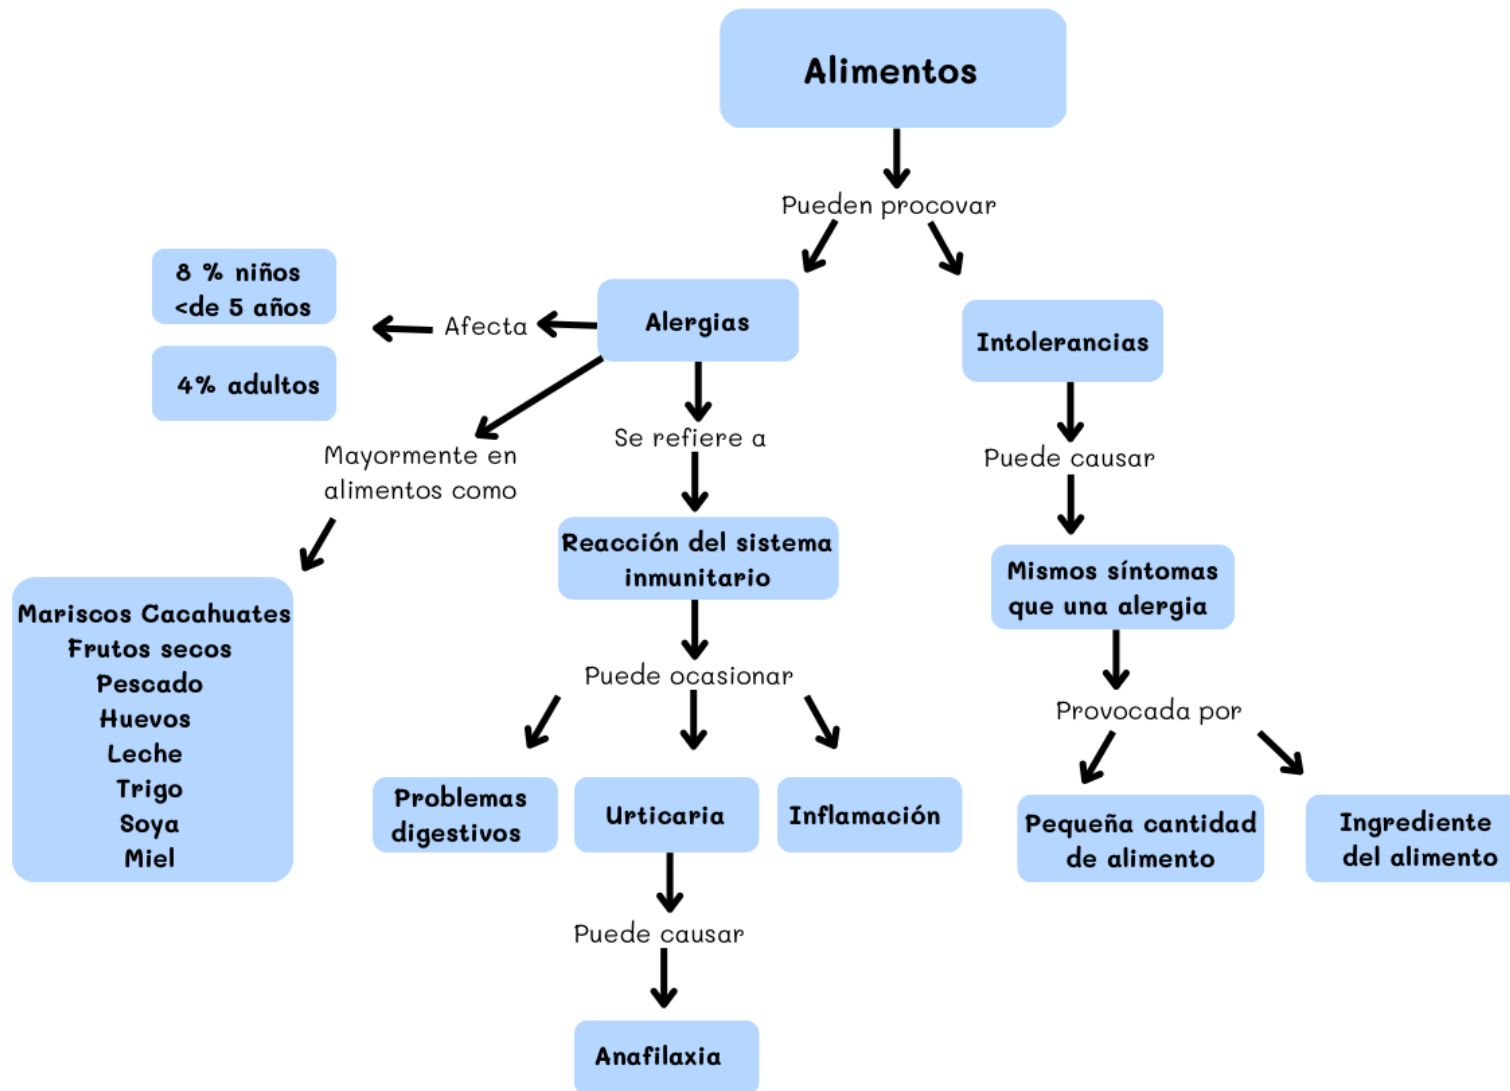 Alimentos
Pueden procovar
8 % niños
<de 5 años
4% adultos
Afecta
Alergias
Intolerancias
Mayormente en
alimentos como
Mariscos Cacahuates
Frutos secos
Pescado
Huevos
Leche
Trigo
Soya
Miel
Se refiere a
Reacción del sistema
inmunitario
Puede ocasionar
Problemas
digestivos
Urticaria
Inflamación
Puede causar
Anafilaxia
Puede causar
Mismos síntomas
que una alergia
Provocada por
Pequeña cantidad
de alimento
Ingrediente
del alimento